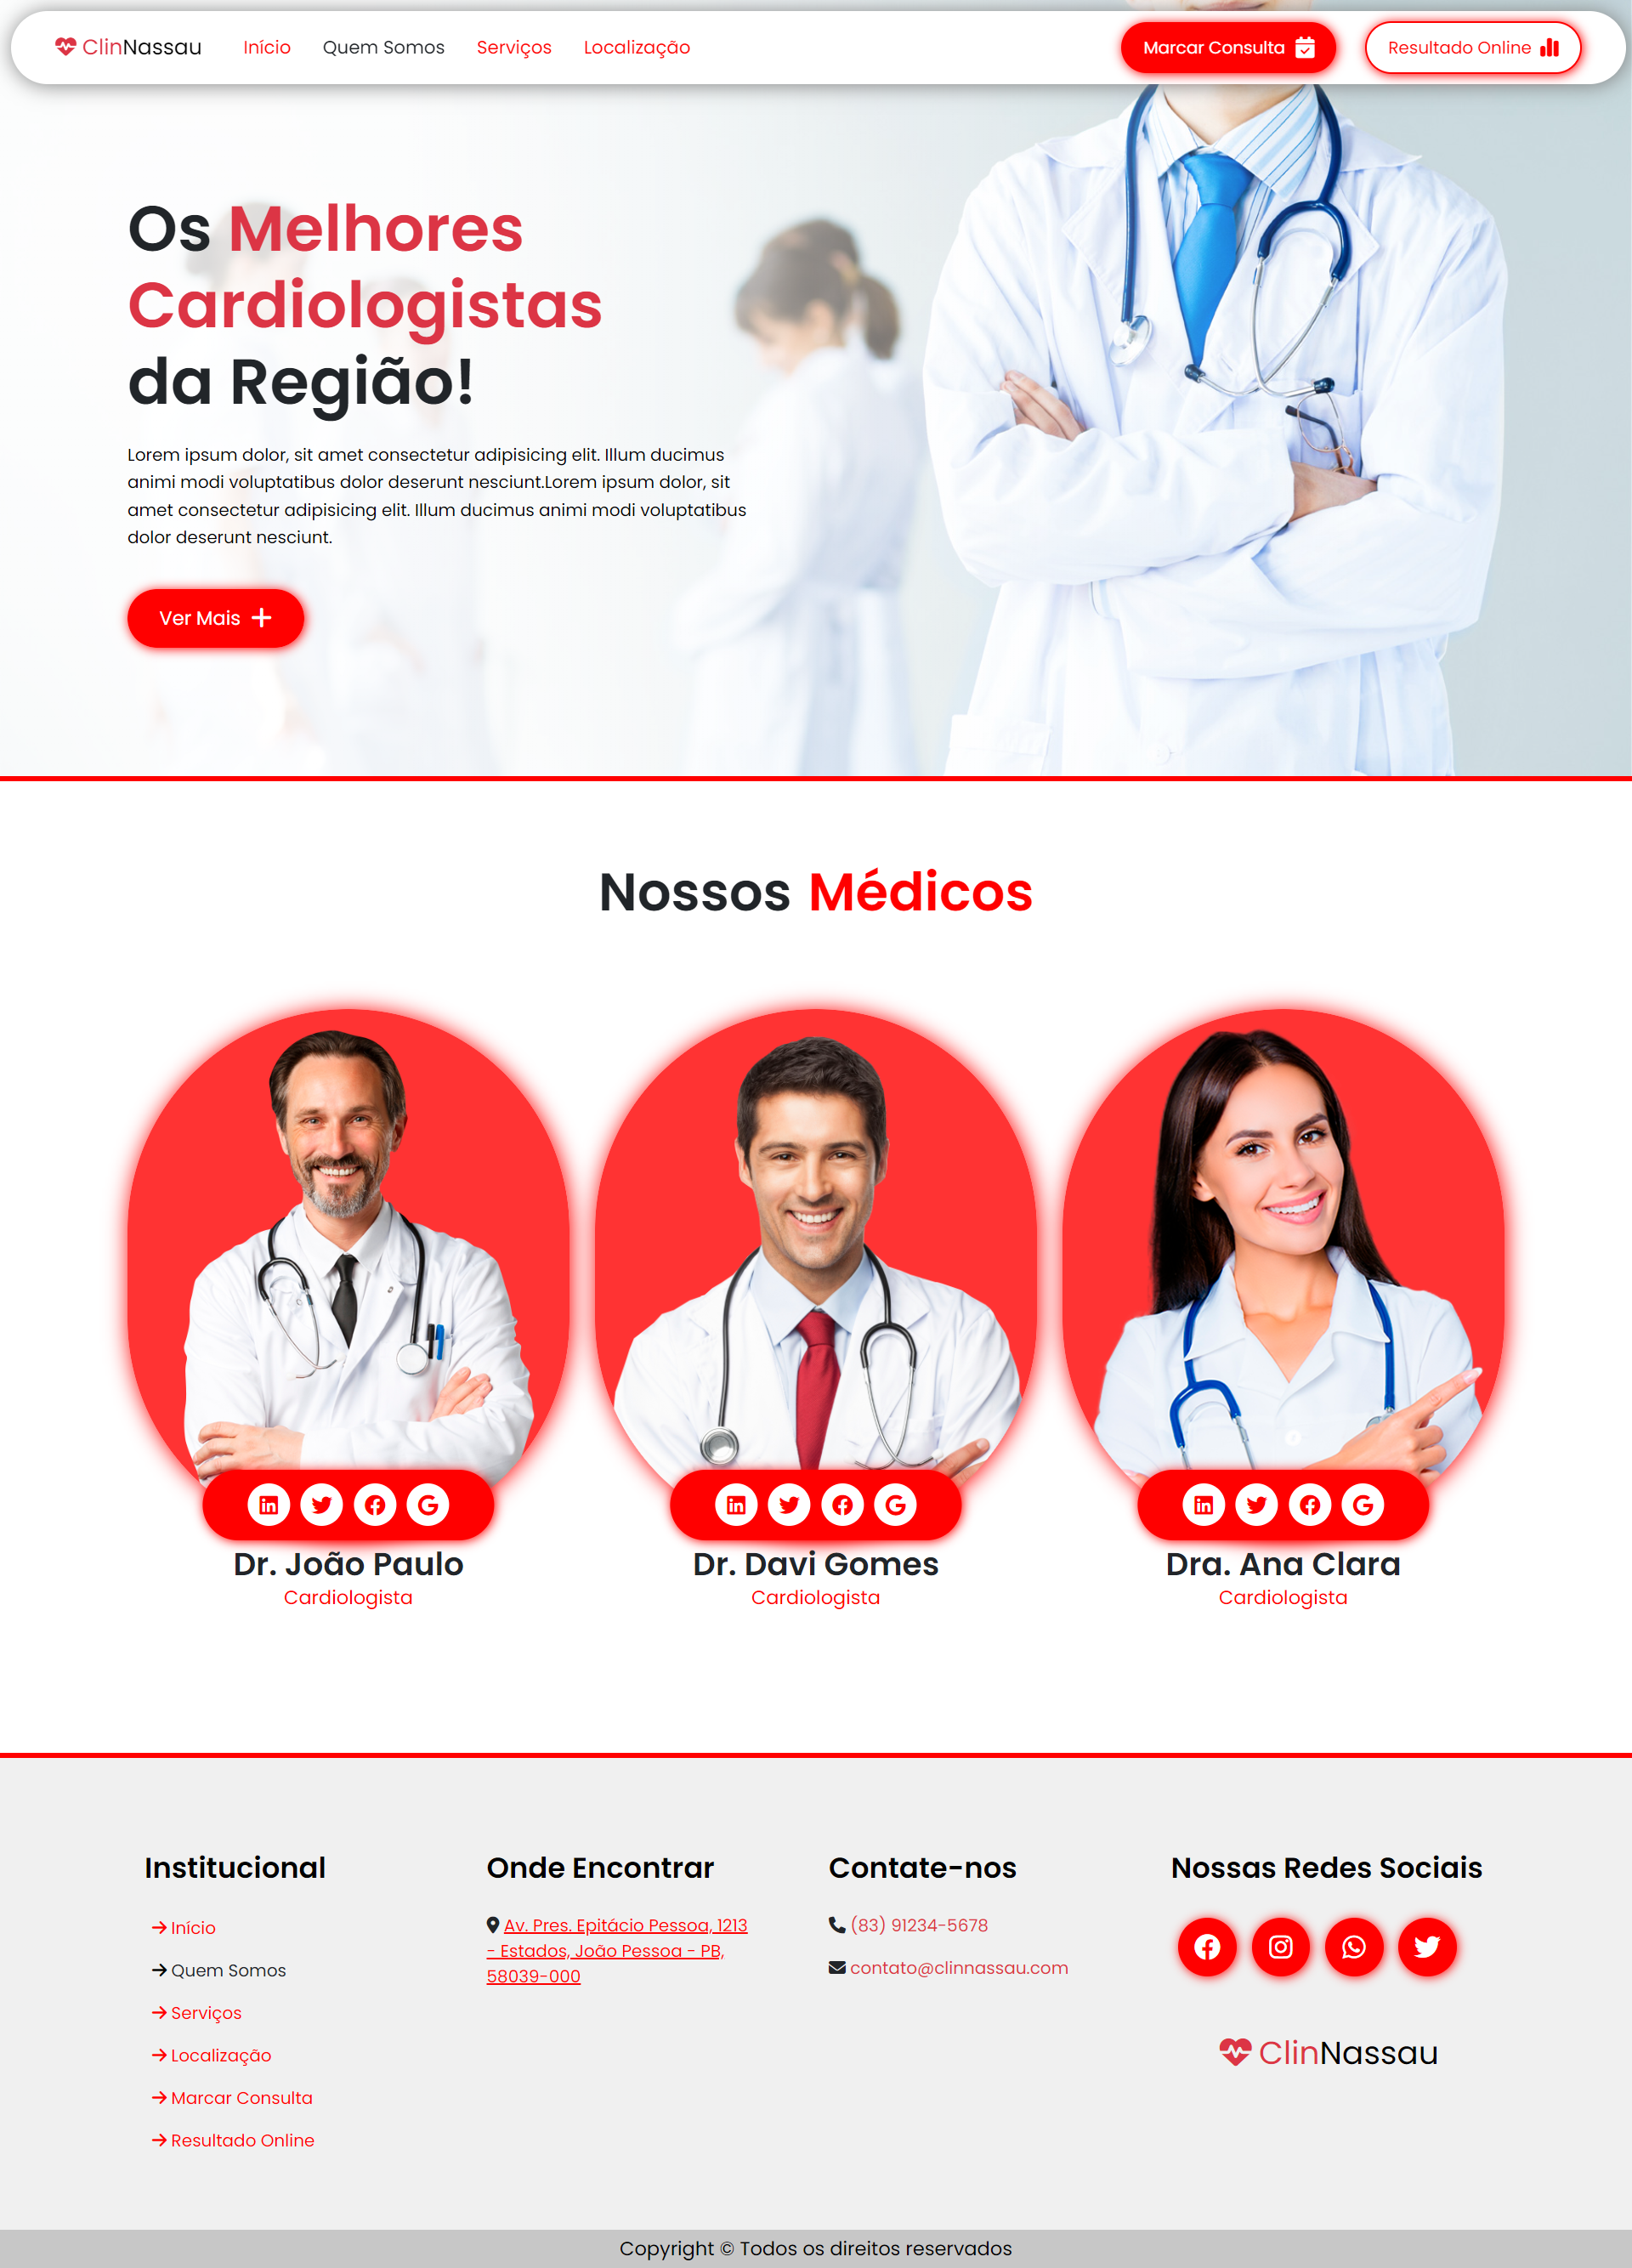 ClinNassau Início Quem Somos Serviços Localização Marcar Consulta Resultado Online
Os Melhores
Cardiologistas
da Região!
Lorem ipsum dolor, sit amet consectetur adipisicing elit. Illum ducimus
animi modi voluptatibus dolor deserunt nesciunt.Lorem ipsum dolor, sit
amet consectetur adipisicing elit. Illum ducimus animi modi voluptatibus
dolor deserunt nesciunt.
Ver Mais
Nossos Médicos
Dr. João Paulo
Cardiologista
Dr. Davi Gomes
Cardiologista
Dra. Ana Clara
Cardiologista
Institucional
Início
Quem Somos
Serviços
Localização
Marcar Consulta
Resultado Online
Onde Encontrar
Av. Pres. Epitácio Pessoa, 1213
- Estados, João Pessoa - PB,
58039-000
Contate-nos
(83) 91234-5678
contato@clinnassau.com
Nossas Redes Sociais
ClinNassau
Copyright © Todos os direitos reservados